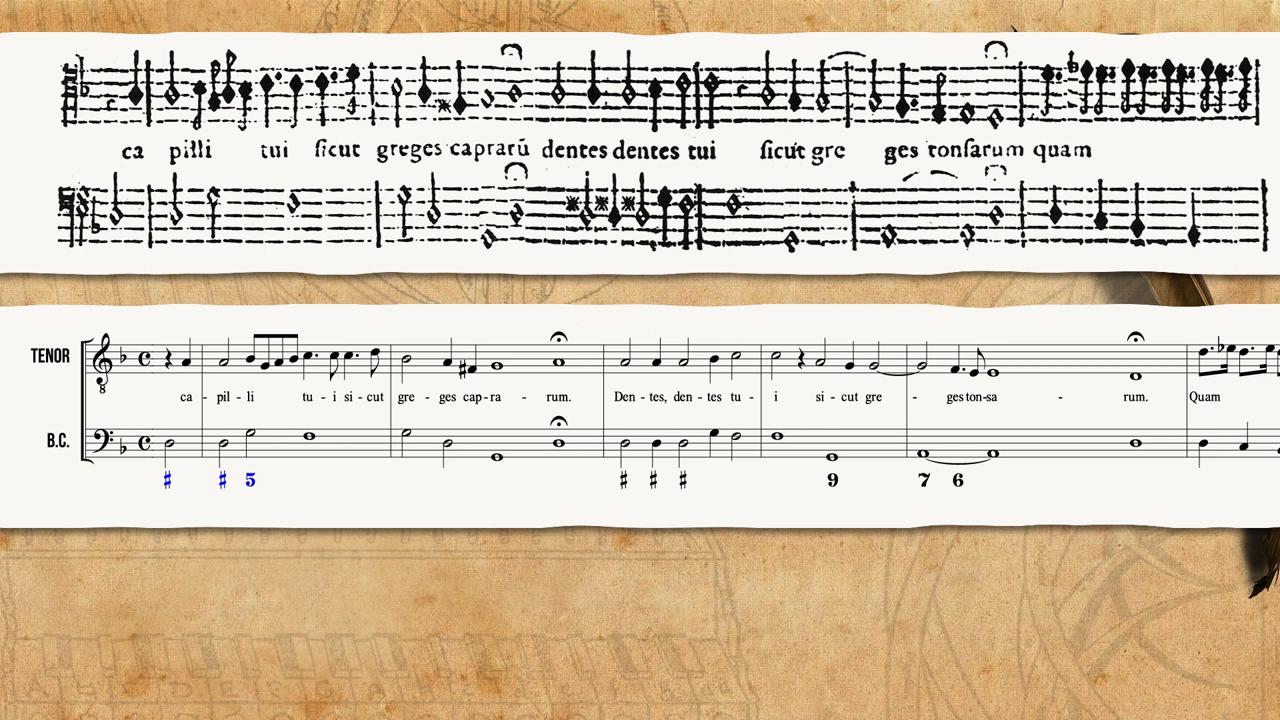 ca pilli tui sicut greges caprarū dentes dentes tui sicut gre ges tonsarum quam
TENOR
ca - pil - li tu - i si - cut gre - ges cap - ra - rum. Den - tes, den - tes tu - i si - cut gre - ges ton - sa - rum. Quam
B.C.
♯ ♯ 5 ♯ ♯ ♯ 9 7 6